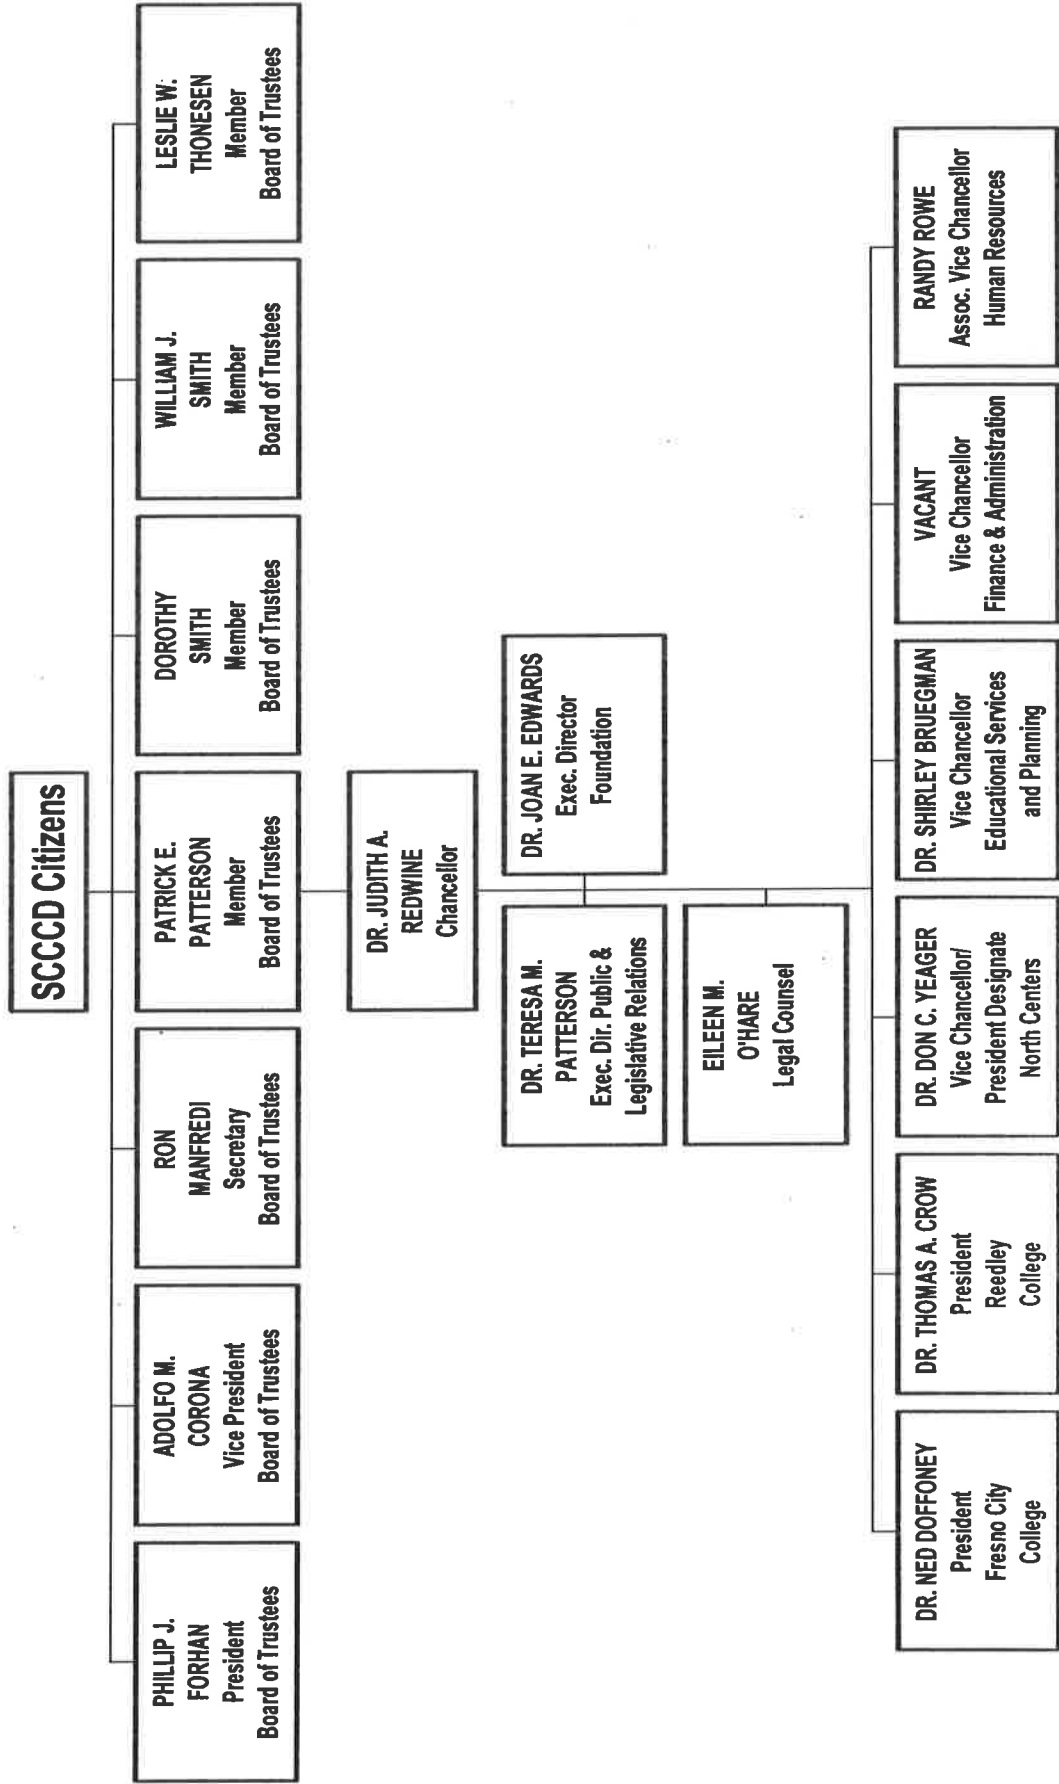 SCCCD Citizens
PHILLIP J.
FORHAN
President
Board of Trustees
ADOLFO M.
CORONA
Vice President
Board of Trustees
RON
MANFREDI
Secretary
Board of Trustees
PATRICK E.
PATTERSON
Member
Board of Trustees
DOROTHY
SMITH
Member
Board of Trustees
WILLIAM J.
SMITH
Member
Board of Trustees
LESLIE W.
THONESEN
Member
Board of Trustees
DR. JUDITH A.
REDWINE
Chancellor
DR. TERESA M.
PATTERSON
Exec. Dir. Public &
Legislative Relations
DR. JOAN E. EDWARDS
Exec. Director
Foundation
EILEEN M.
O'HARE
Legal Counsel
DR. NED DOFFONEY
President
Fresno City
College
DR. THOMAS A. CROW
President
Reedley
College
DR. DON C. YEAGER
Vice Chancellor/
President Designate
North Centers
DR. SHIRLEY BRUEGMAN
Vice Chancellor
Educational Services
and Planning
VACANT
Vice Chancellor
Finance & Administration
RANDY ROWE
Assoc. Vice Chancellor
Human Resources